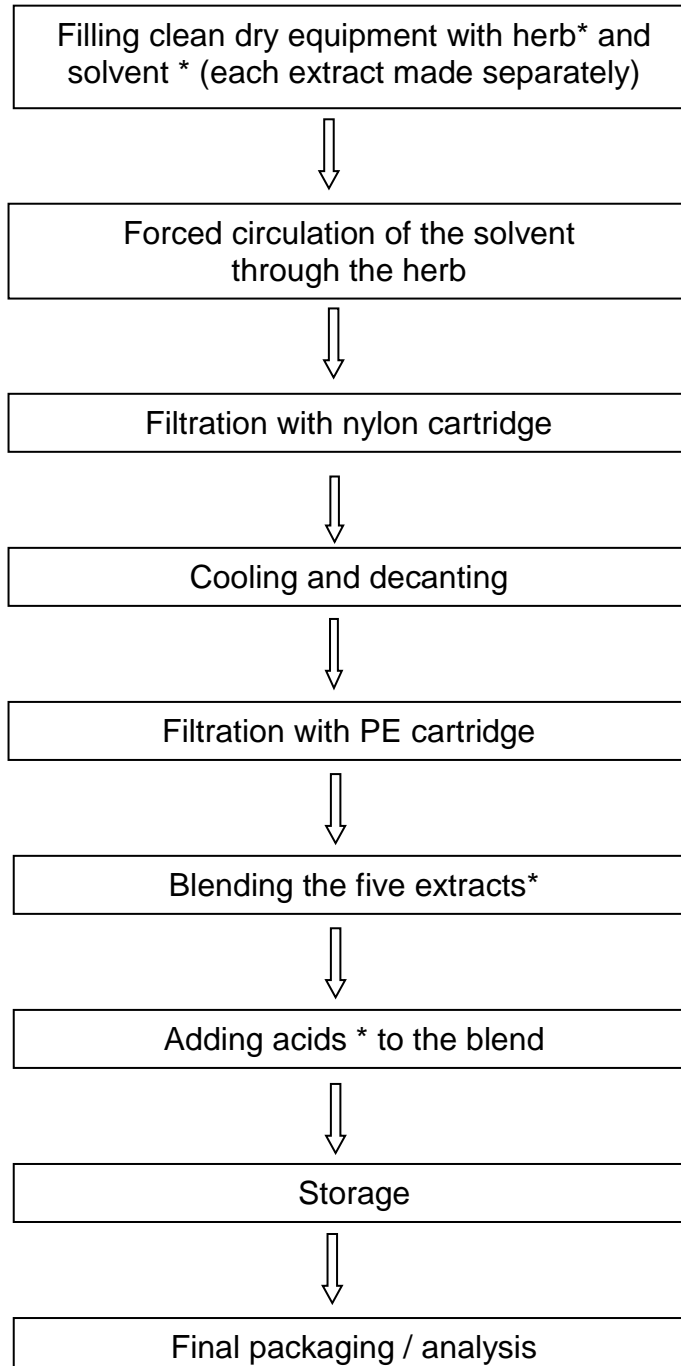 Filling clean dry equipment with herb* and
solvent * (each extract made separately)
Forced circulation of the solvent
through the herb
Filtration with nylon cartridge
Cooling and decanting
Filtration with PE cartridge
Blending the five extracts*
Adding acids * to the blend
Storage
Final packaging / analysis